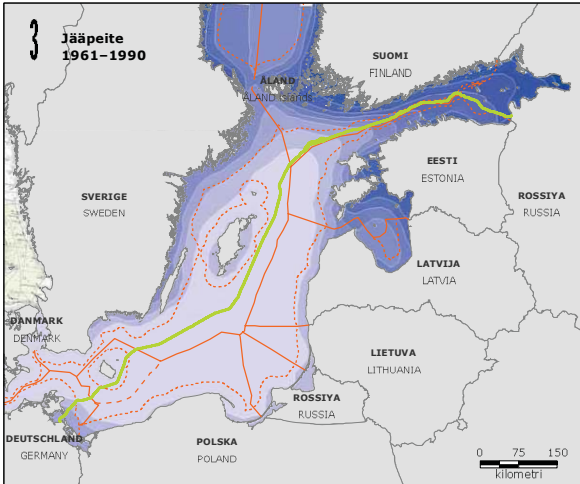 3 Jääpeite
1961–1990
SUOMI
FINLAND
ÅLAND
ÅLAND Islands
EESTI
ESTONIA
SVERIGE
SWEDEN
ROSSIYA
RUSSIA
LATVIJA
LATVIA
DANMARK
DENMARK
LIETUVA
LITHUANIA
ROSSIYA
RUSSIA
DEUTSCHLAND
GERMANY
POLSKA
POLAND
0 75 150
kilometri